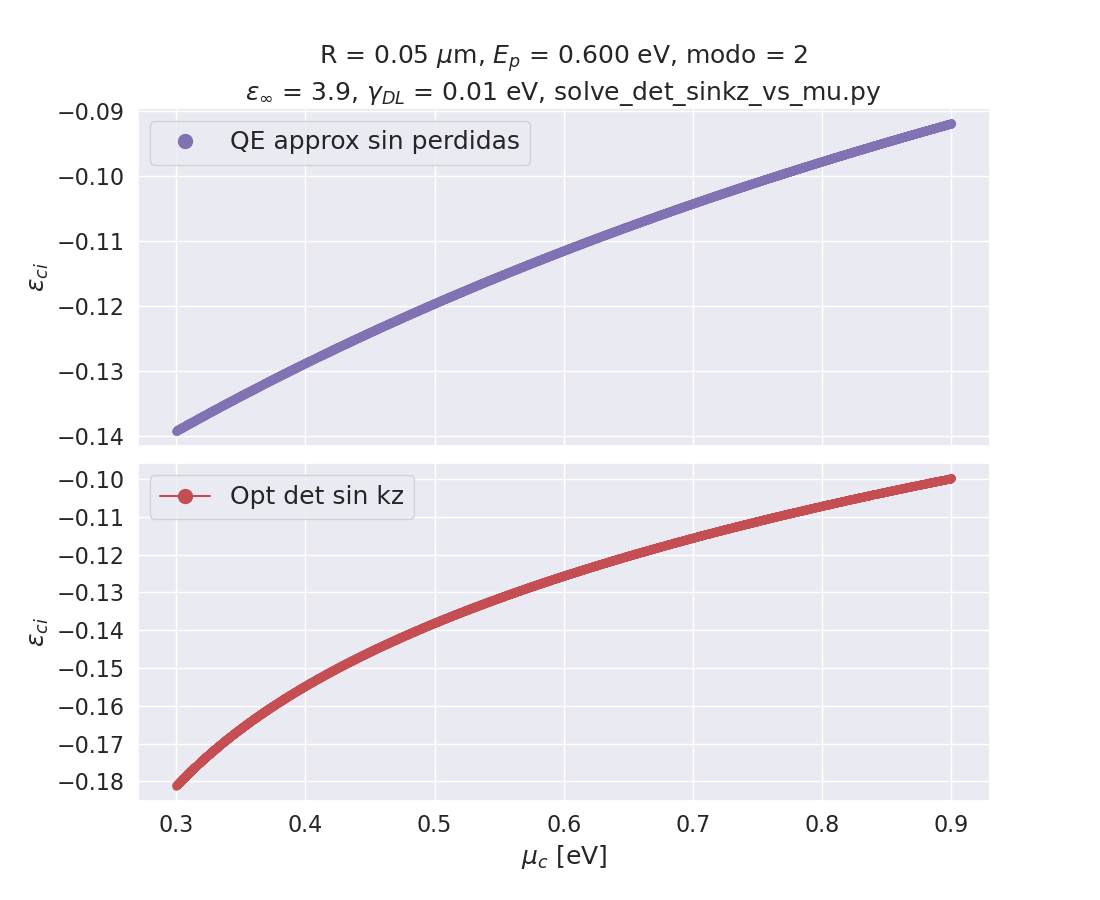 R = 0.05 μm, E_p = 0.600 eV, modo = 2
ε_∞ = 3.9, γ_DL = 0.01 eV, solve_det_sinkz_vs_mu.py
−0.09
−0.10
−0.11
−0.12
−0.13
−0.14
ε_ci
QE approx sin perdidas
−0.10
−0.11
−0.12
−0.13
−0.14
−0.15
−0.16
−0.17
−0.18
ε_ci
Opt det sin kz
0.3 0.4 0.5 0.6 0.7 0.8 0.9
μ_c [eV]